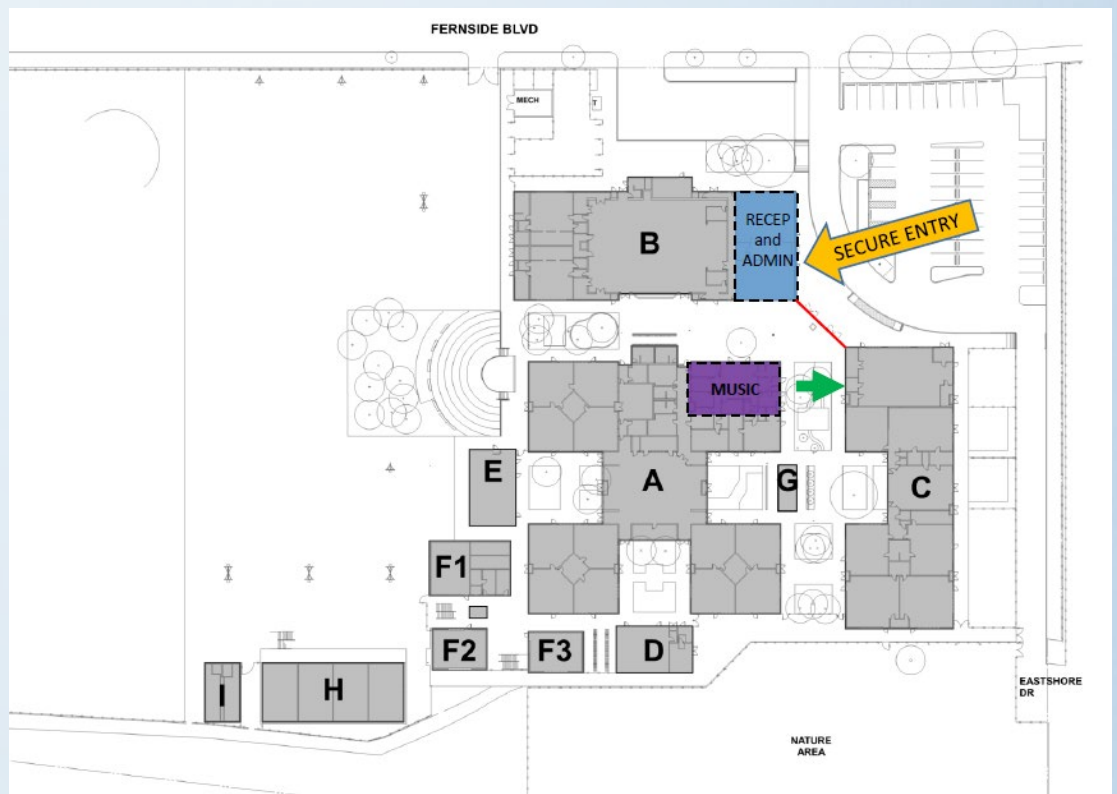 FERNSIDE BLVD
MECH
T
B
RECEP
and
ADMIN
SECURE ENTRY
MUSIC
E
A
G
C
F1
F2
F3
D
I
H
EASTSHORE
DR
NATURE
AREA